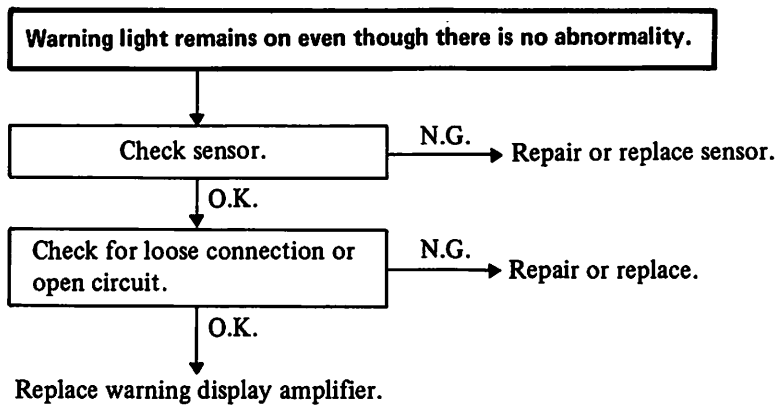 Warning light remains on even though there is no abnormality.
Check sensor.
N.G.
Repair or replace sensor.
O.K.
Check for loose connection or
open circuit.
N.G.
Repair or replace.
O.K.
Replace warning display amplifier.